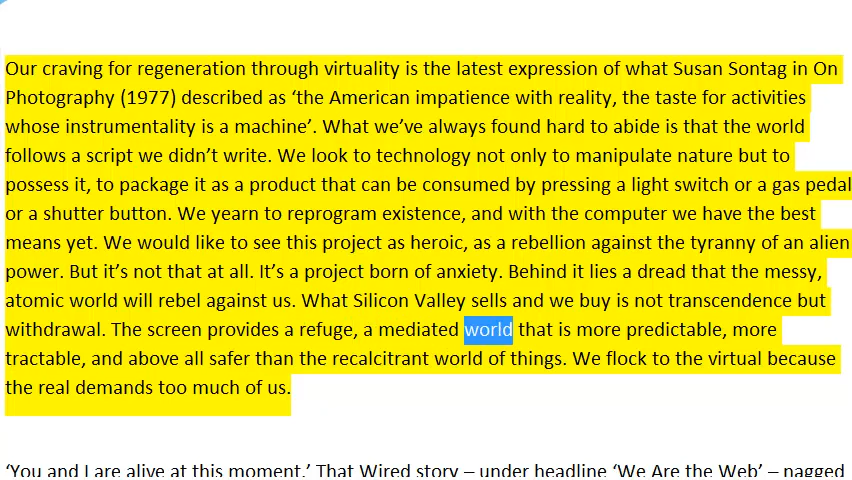 Our craving for regeneration through virtuality is the latest expression of what Susan Sontag in On
Photography (1977) described as ‘the American impatience with reality, the taste for activities
whose instrumentality is a machine’. What we’ve always found hard to abide is that the world
follows a script we didn’t write. We look to technology not only to manipulate nature but to
possess it, to package it as a product that can be consumed by pressing a light switch or a gas pedal
or a shutter button. We yearn to reprogram existence, and with the computer we have the best
means yet. We would like to see this project as heroic, as a rebellion against the tyranny of an alien
power. But it’s not that at all. It’s a project born of anxiety. Behind it lies a dread that the messy,
atomic world will rebel against us. What Silicon Valley sells and we buy is not transcendence but
withdrawal. The screen provides a refuge, a mediated world that is more predictable, more
tractable, and above all safer than the recalcitrant world of things. We flock to the virtual because
the real demands too much of us.
‘You and I are alive at this moment.’ That Wired story – under headline ‘We Are the Web’ – nagged